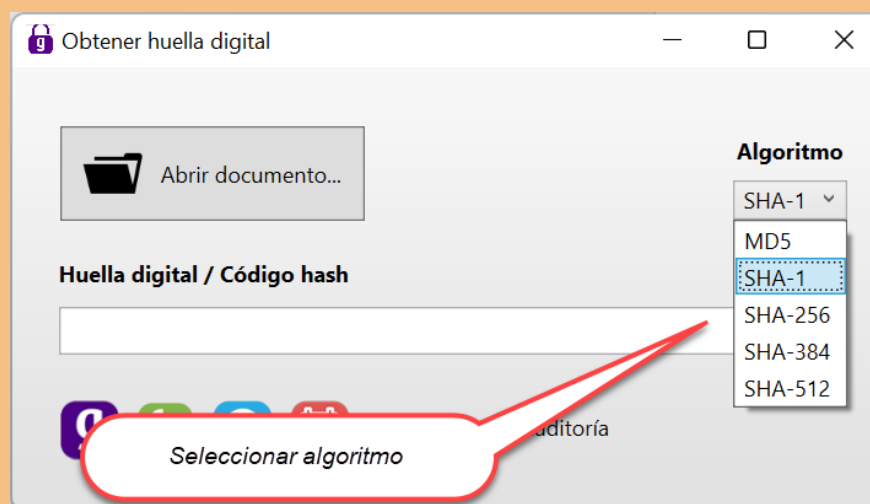 Obtener huella digital
Abrir documento...
Algoritmo
SHA-1
MD5
SHA-1
SHA-256
SHA-384
SHA-512
Huella digital / Código hash
Seleccionar algoritmo